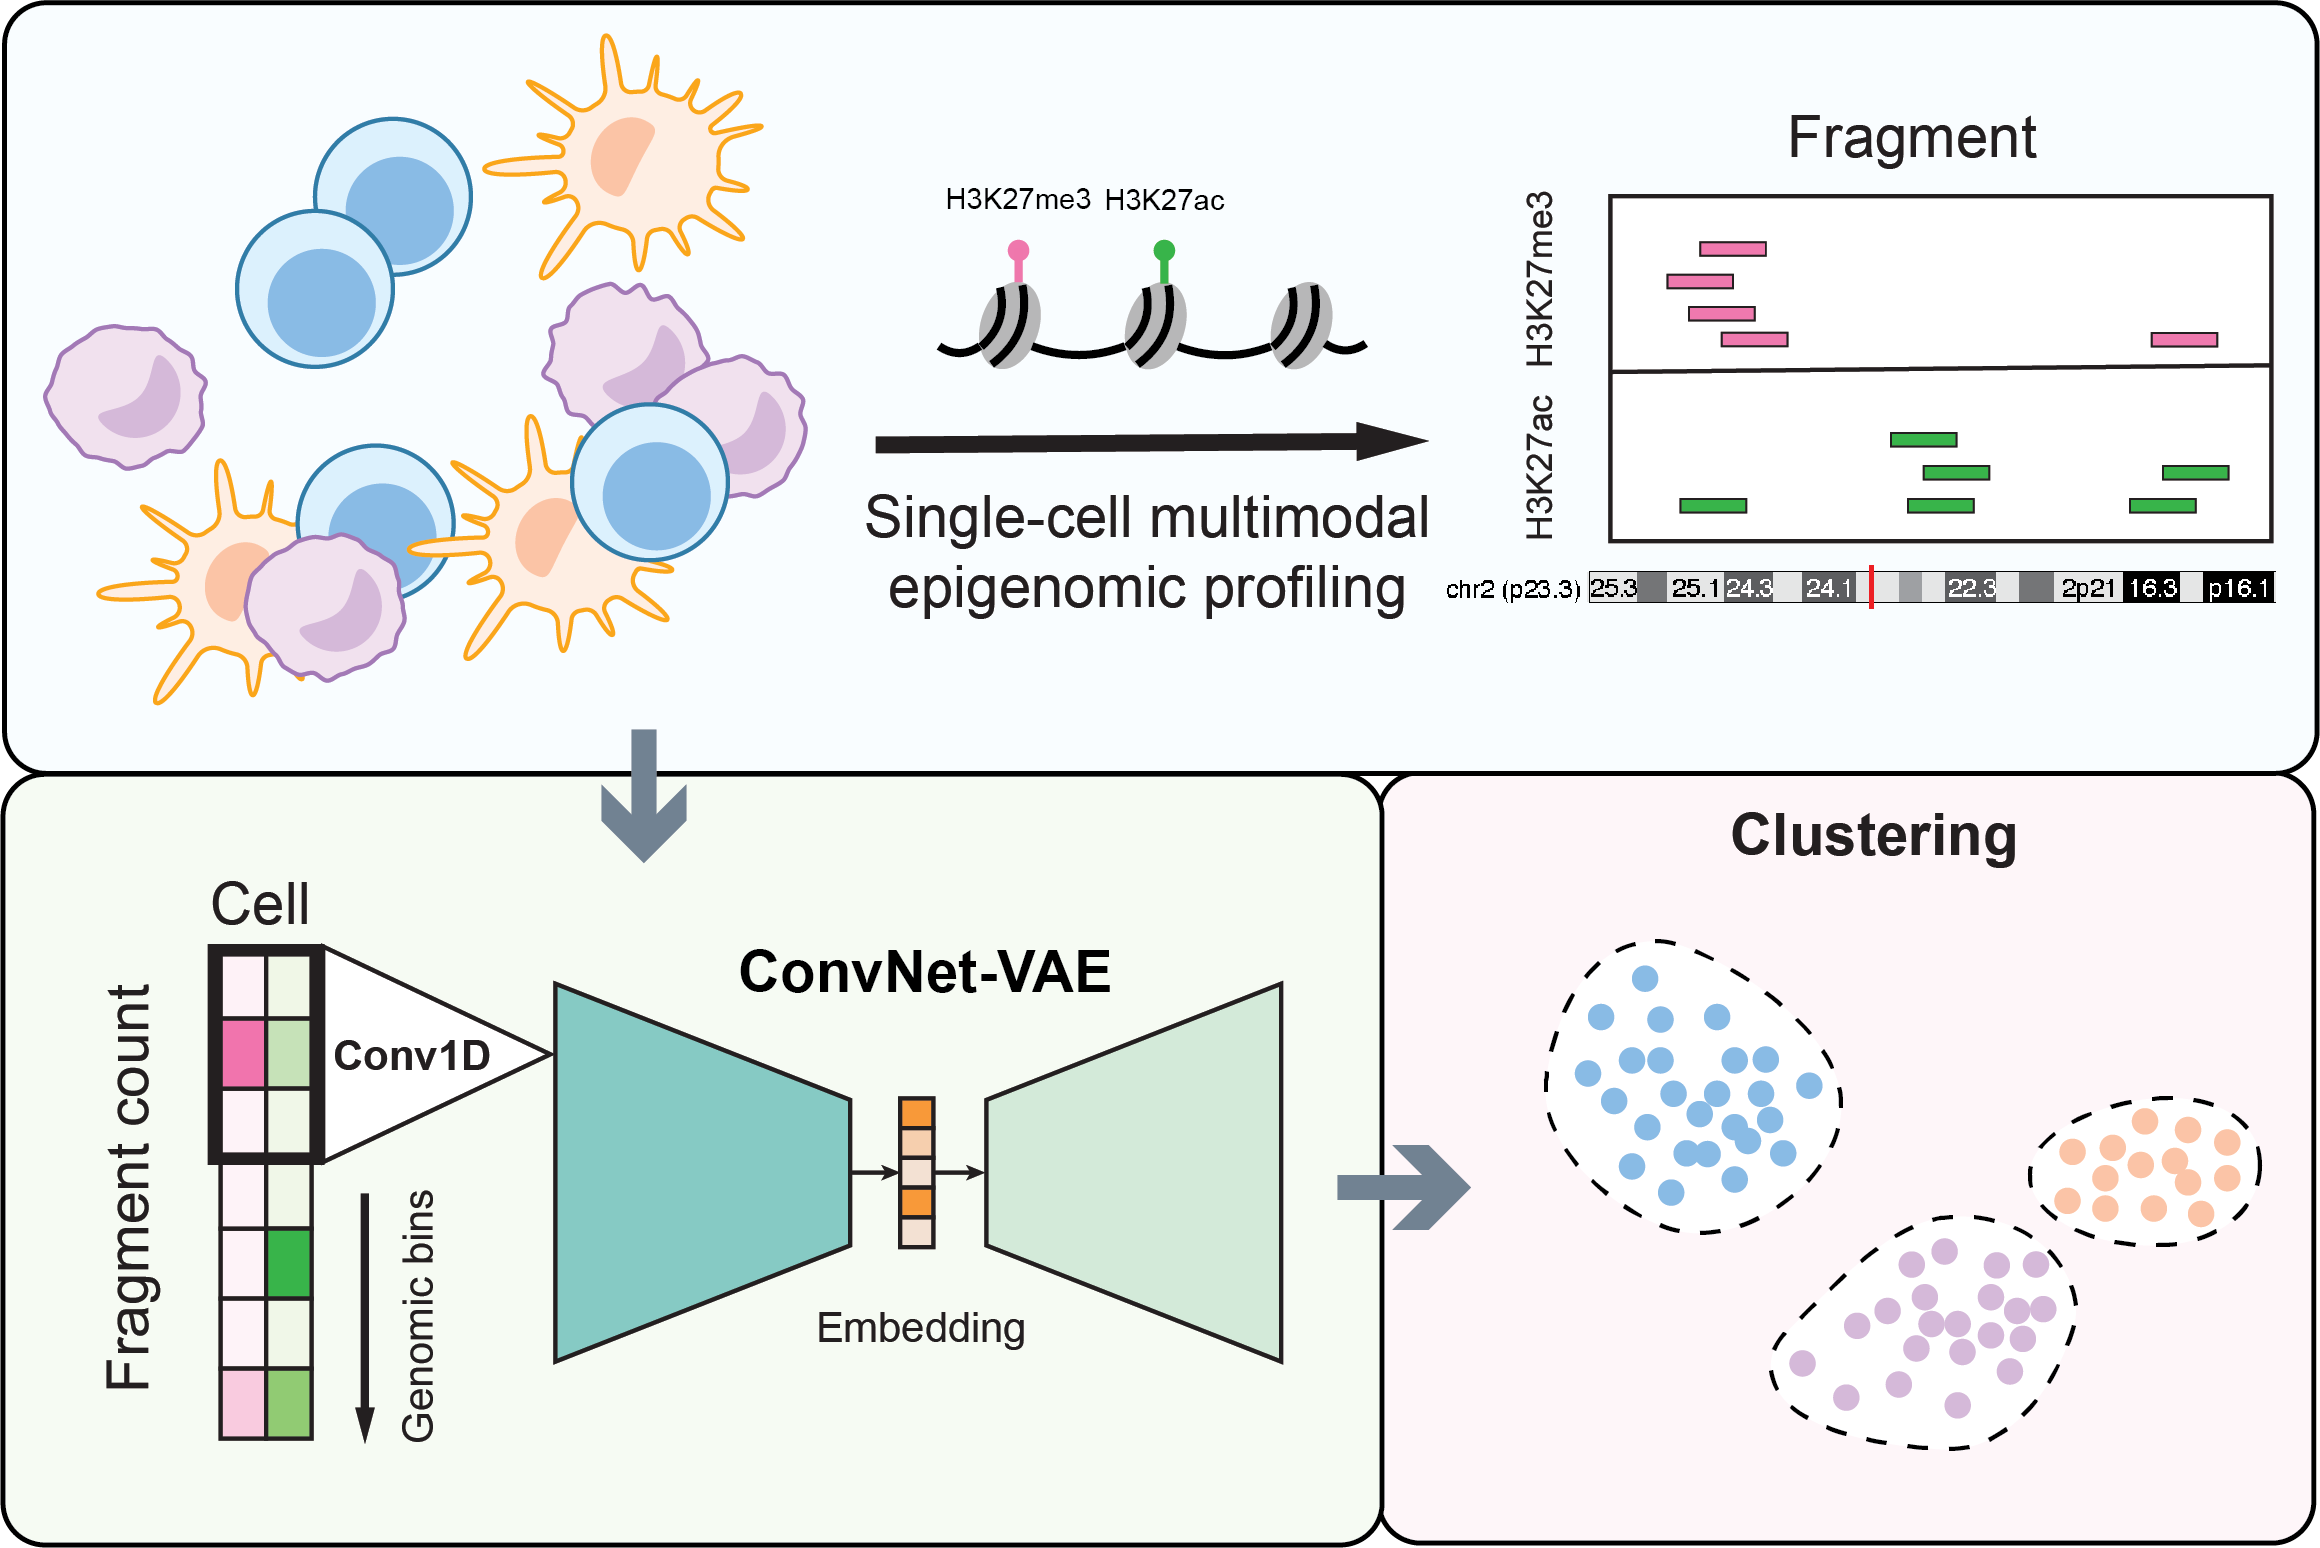 Fragment
H3K27me3 H3K27ac
H3K27me3
H3K27ac
Single-cell multimodal
epigenomic profiling
chr2 (p23.3) 25.3 25.1 24.3 24.1 22.3 2p21 16.3 p16.1
Cell
Fragment count
Conv1D
Genomic bins
ConvNet-VAE
Embedding
Clustering